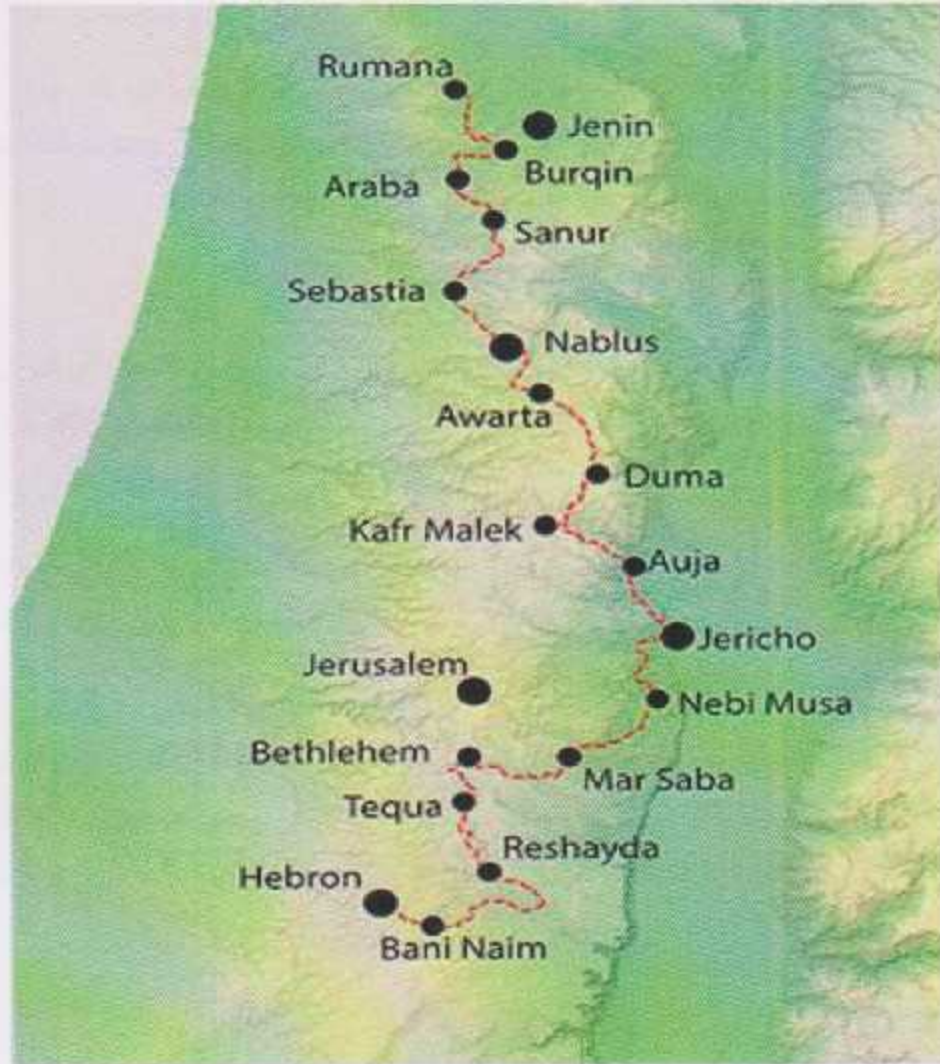 Rumana
Jenin
Burqin
Araba
Sanur
Sebastia
Nablus
Awarta
Duma
Kafr Malek
Auja
Jericho
Jerusalem
Nebi Musa
Bethlehem
Mar Saba
Tequa
Reshayda
Hebron
Bani Naim